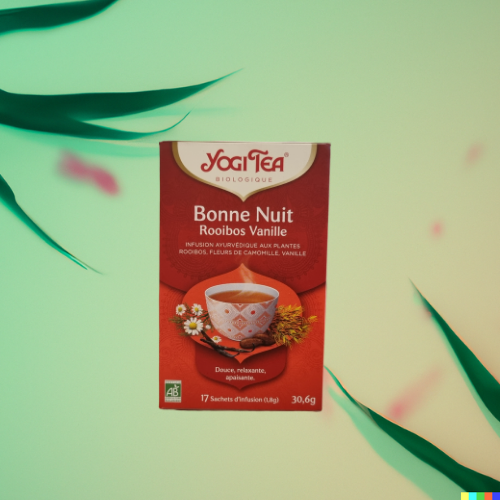 YOGI TEA®
BIOLOGIQUE
Bonne Nuit
Rooibos Vanille
INFUSION AYURVÉDIQUE AUX PLANTES
ROOIBOS, FLEURS DE CAMOMILLE, VANILLE
Douce, relaxante,
apaisante.
AB
17 Sachets d'infusion (1,8g) 30,6g